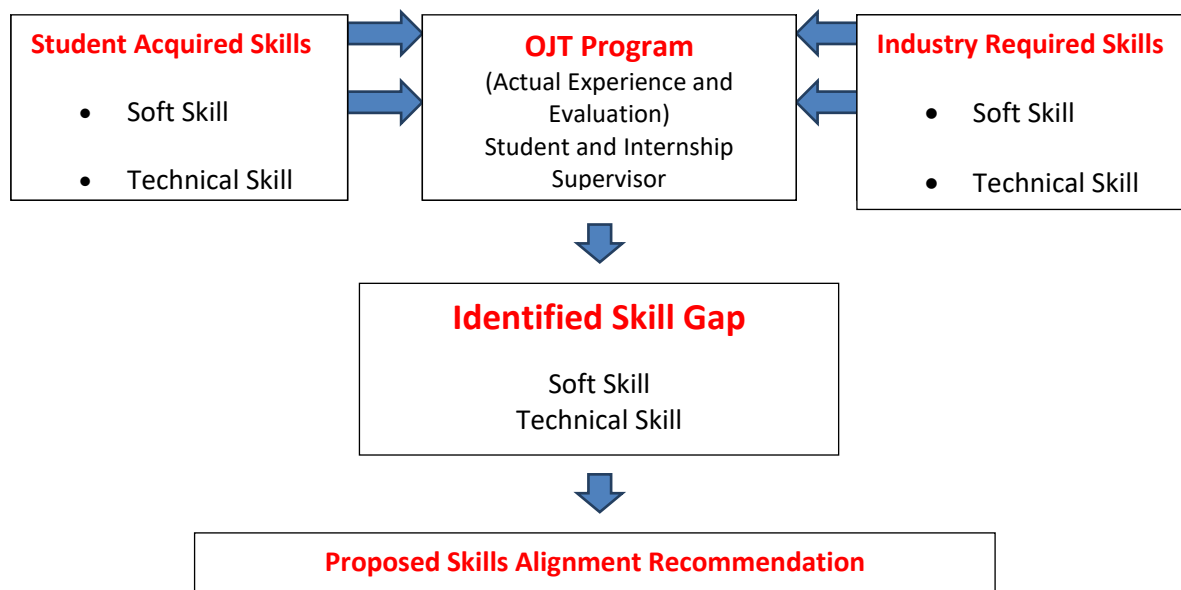 Student Acquired Skills
• Soft Skill
• Technical Skill
OJT Program
(Actual Experience and
Evaluation)
Student and Internship
Supervisor
Industry Required Skills
• Soft Skill
• Technical Skill
Identified Skill Gap
Soft Skill
Technical Skill
Proposed Skills Alignment Recommendation